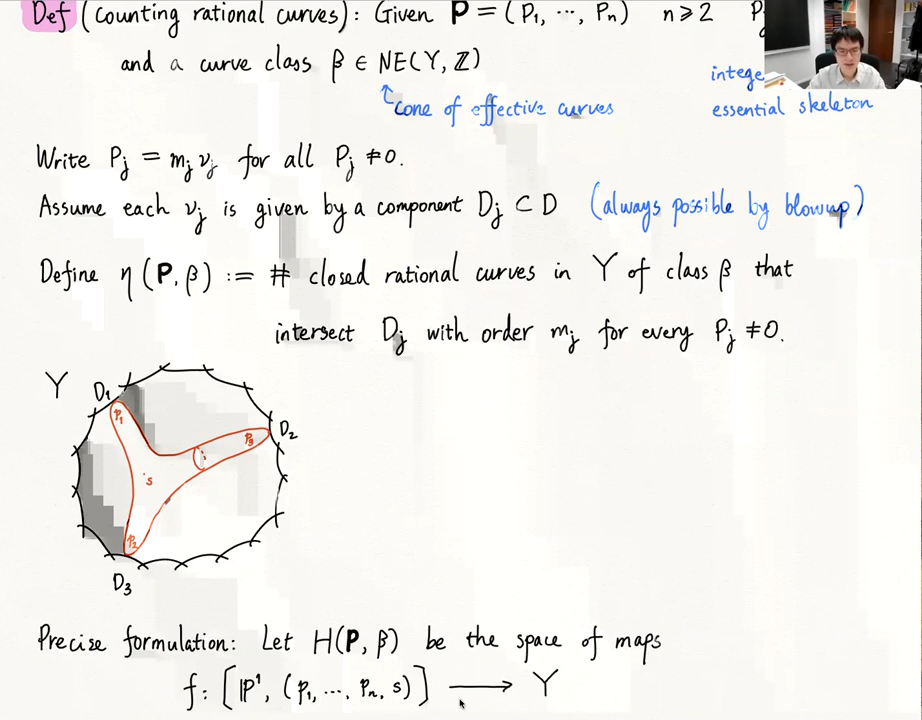 Def (Counting rational curves): Given P = (P₁, ⋯, Pₙ) n ≥ 2 P
and a curve class β ∈ NE(Y, ℤ)
cone of effective curves
intege
essential skeleton
Write Pⱼ = mⱼ νⱼ for all Pⱼ ≠ 0.
Assume each νⱼ is given by a component Dⱼ ⊂ D (always possible by blowup)
Define η(P, β) := # closed rational curves in Y of class β that
intersect Dⱼ with order mⱼ for every Pⱼ ≠ 0.
Y D₁
p₁
D₂
p₃
s
p₂
D₃
Precise formulation: Let H(P, β) be the space of maps
f: [ℙ¹, (p₁, ⋯, pₙ, s)] ⟶ Y